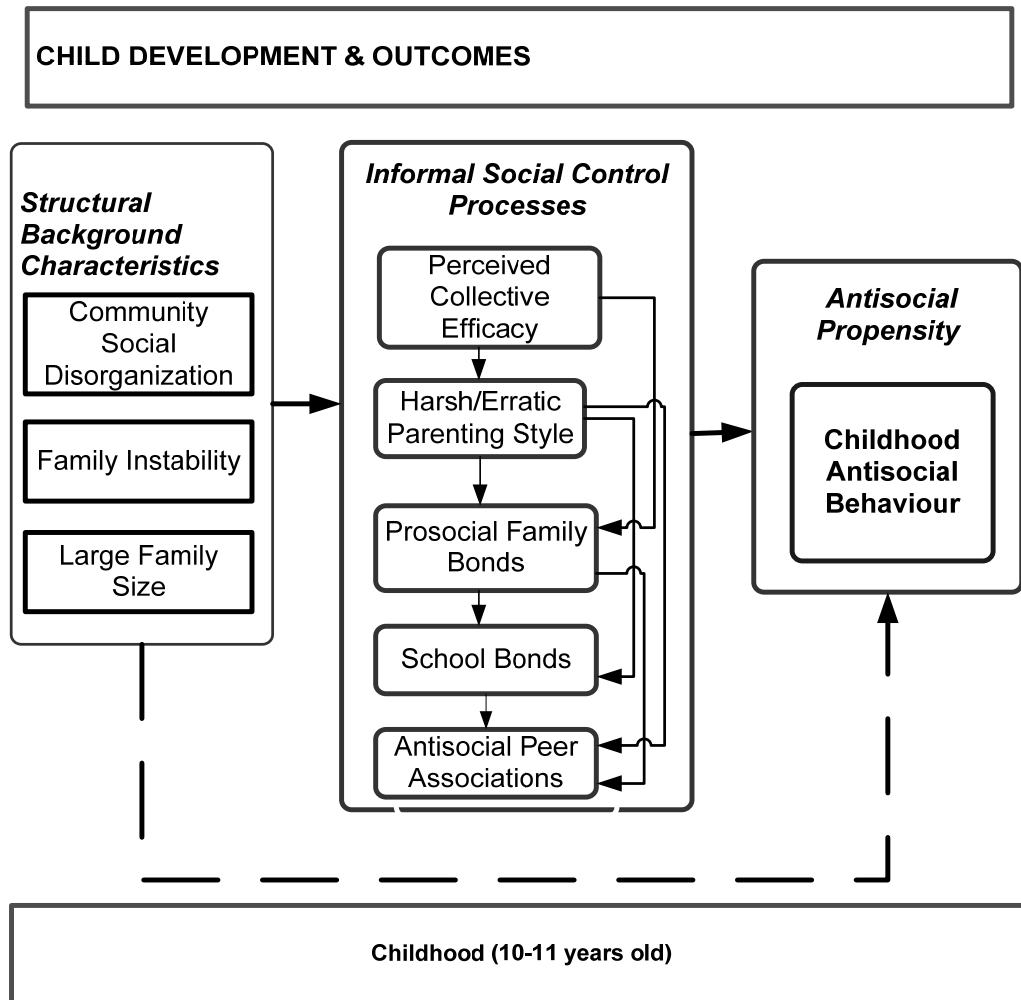 CHILD DEVELOPMENT & OUTCOMES
Structural
Background
Characteristics
Community
Social
Disorganization
Family Instability
Large Family
Size
Informal Social Control
Processes
Perceived
Collective
Efficacy
Harsh/Erratic
Parenting Style
Prosocial Family
Bonds
School Bonds
Antisocial Peer
Associations
Antisocial
Propensity
Childhood
Antisocial
Behaviour
Childhood (10-11 years old)